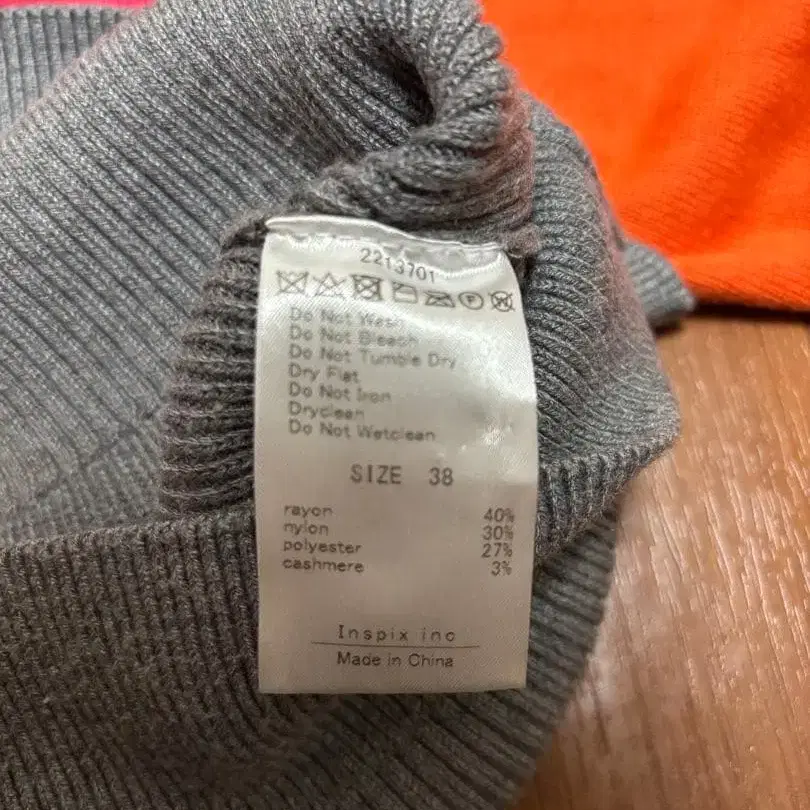 2213701
Do Not Wash
Do Not Bleach
Do Not Tumble Dry
Dry Flat
Do Not Iron
Dryclean
Do Not Wetclean
SIZE 38
rayon 40%
nylon 30%
polyester 27%
cashmere 3%
Inspix inc
Made in China